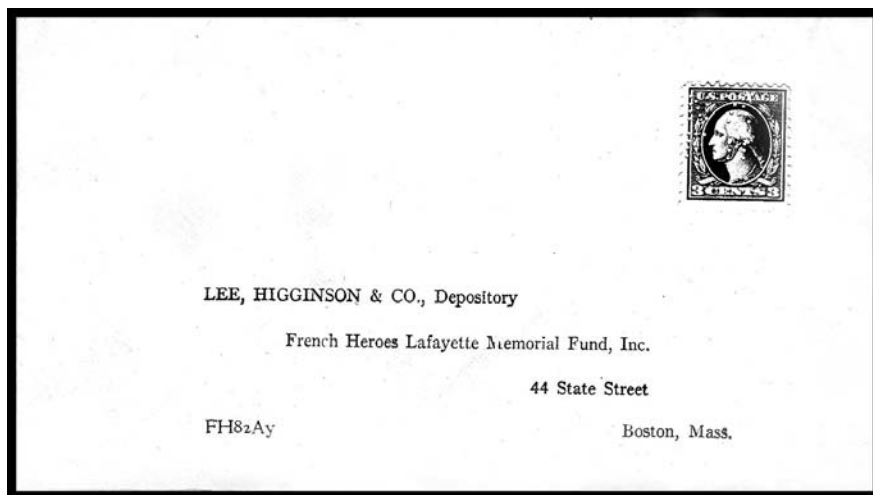 U.S.POSTAGE
3 CENTS 3
LEE, HIGGINSON & CO., Depository
French Heroes Lafayette Memorial Fund, Inc.
44 State Street
FH82Ay Boston, Mass.